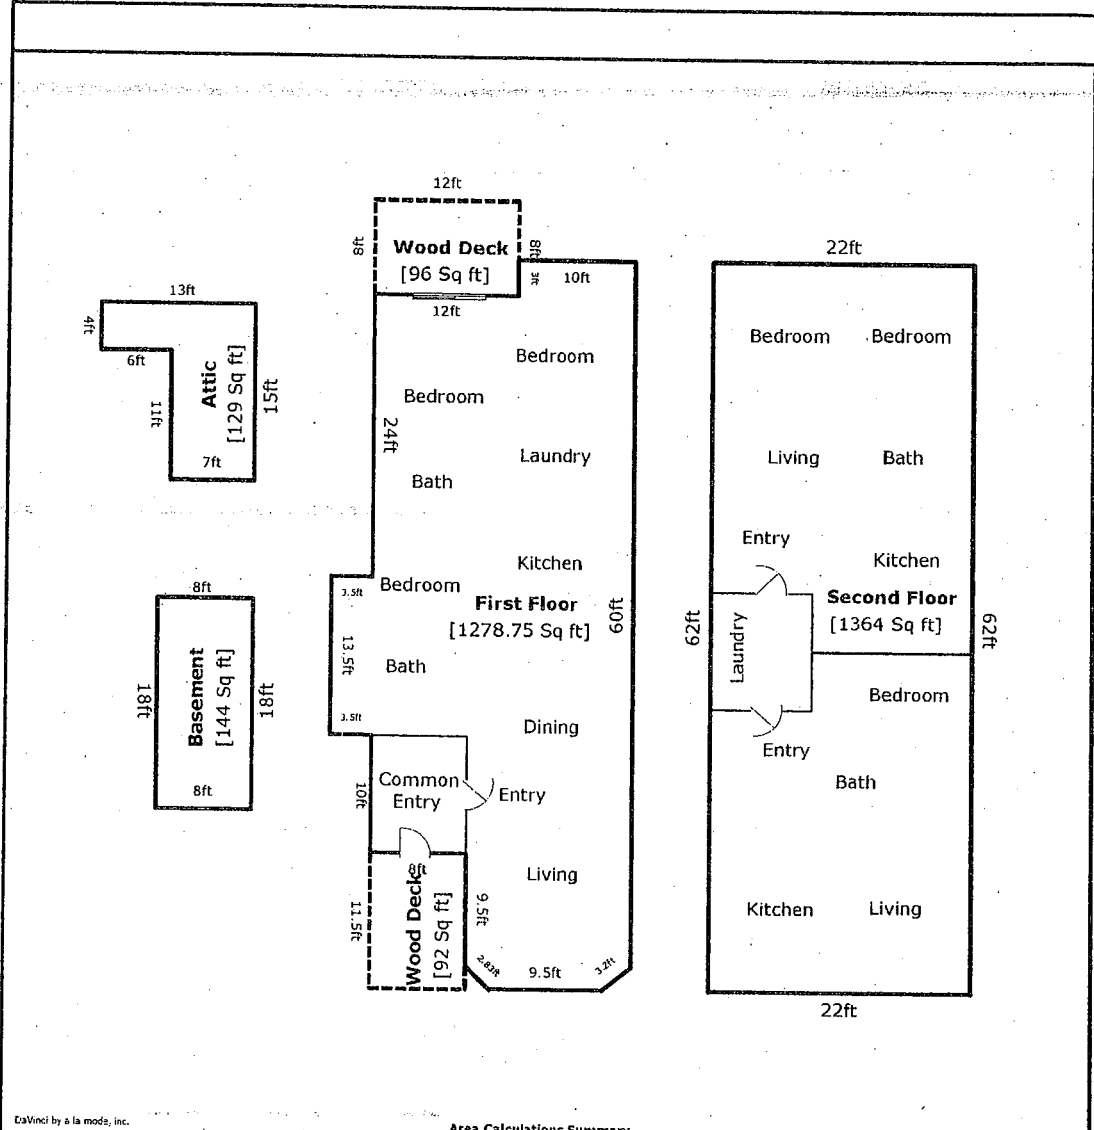 12ft
8ft
Wood Deck
[96 Sq ft]
8ft
3ft
10ft
12ft
22ft
13ft
4ft
6ft
11ft
Attic
[129 Sq ft]
15ft
7ft
Bedroom
Bedroom
24ft
Laundry
Bath
Kitchen
Bedroom
3.5ft
First Floor
[1278.75 Sq ft]
60ft
13.5ft
Bath
3.5ft
Dining
Common
Entry
10ft
Entry
8ft
Living
Wood Deck
[92 Sq ft]
11.5ft
9.5ft
2.83ft
9.5ft
3.2ft
8ft
18ft
Basement
[144 Sq ft]
18ft
8ft
Bedroom
Bedroom
Living
Bath
Entry
Kitchen
Second Floor
[1364 Sq ft]
62ft
62ft
Laundry
Bedroom
Entry
Bath
Kitchen
Living
22ft
DaVinci by a la mode, inc.
Area Calculations Summary